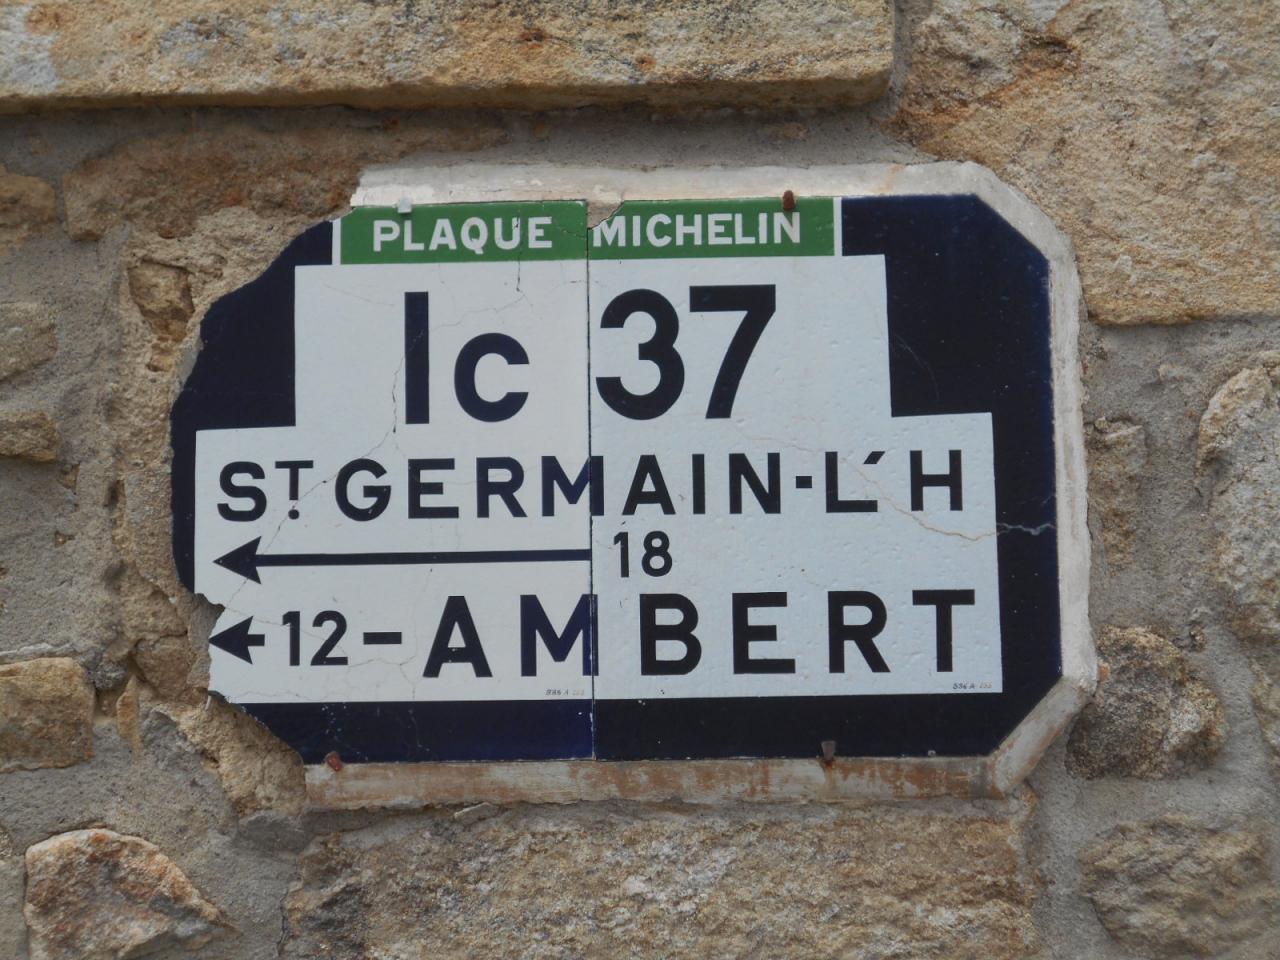 PLAQUE MICHELIN
Ic 37
ST. GERMAIN-L'H
18
12-AMBERT